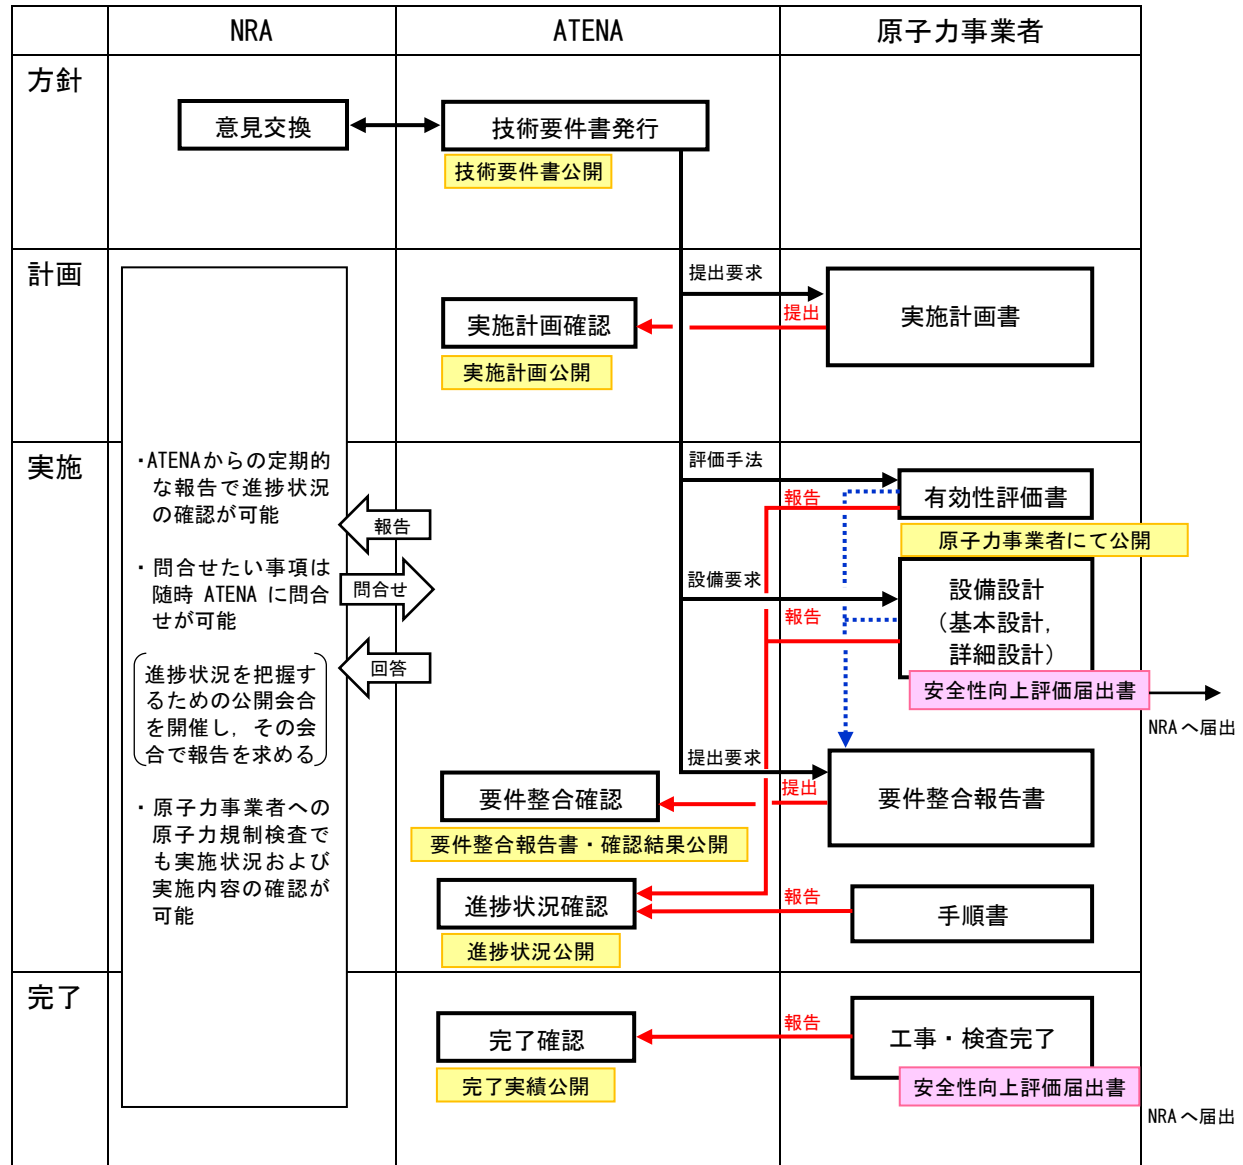 NRA
ATENA
原子力事業者
方針
意見交換
技術要件書発行
技術要件書公開
計画
提出要求
実施計画書
提出
実施計画確認
実施計画公開
実施
・ATENAからの定期的
な報告で進捗状況
の確認が可能
・問合せたい事項は
随時 ATENA に問合
せが可能
進捗状況を把握す
るための公開会合
を開催し，その会
合で報告を求める
・原子力事業者への
原子力規制検査で
も実施状況および
実施内容の確認が
可能
報告
問合せ
回答
評価手法
報告
有効性評価書
原子力事業者にて公開
設備要求
報告
設備設計
（基本設計，
詳細設計）
安全性向上評価届出書
NRAへ届出
提出要求
提出
要件整合報告書
要件整合確認
要件整合報告書・確認結果公開
進捗状況確認
進捗状況公開
報告
手順書
完了
完了確認
完了実績公開
報告
工事・検査完了
安全性向上評価届出書
NRAへ届出